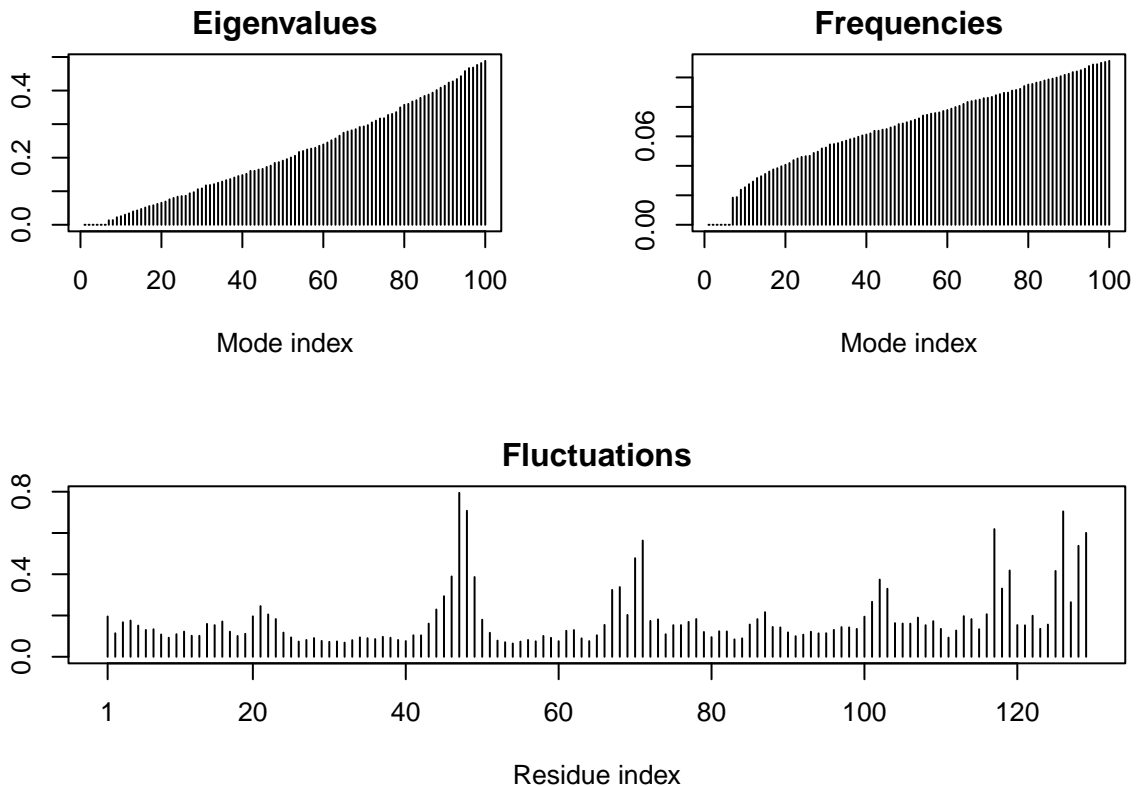 Eigenvalues
0.0 0.2 0.4
0 20 40 60 80 100
Mode index
Frequencies
0.00 0.06
0 20 40 60 80 100
Mode index
Fluctuations
0.0 0.4 0.8
1 20 40 60 80 100 120
Residue index